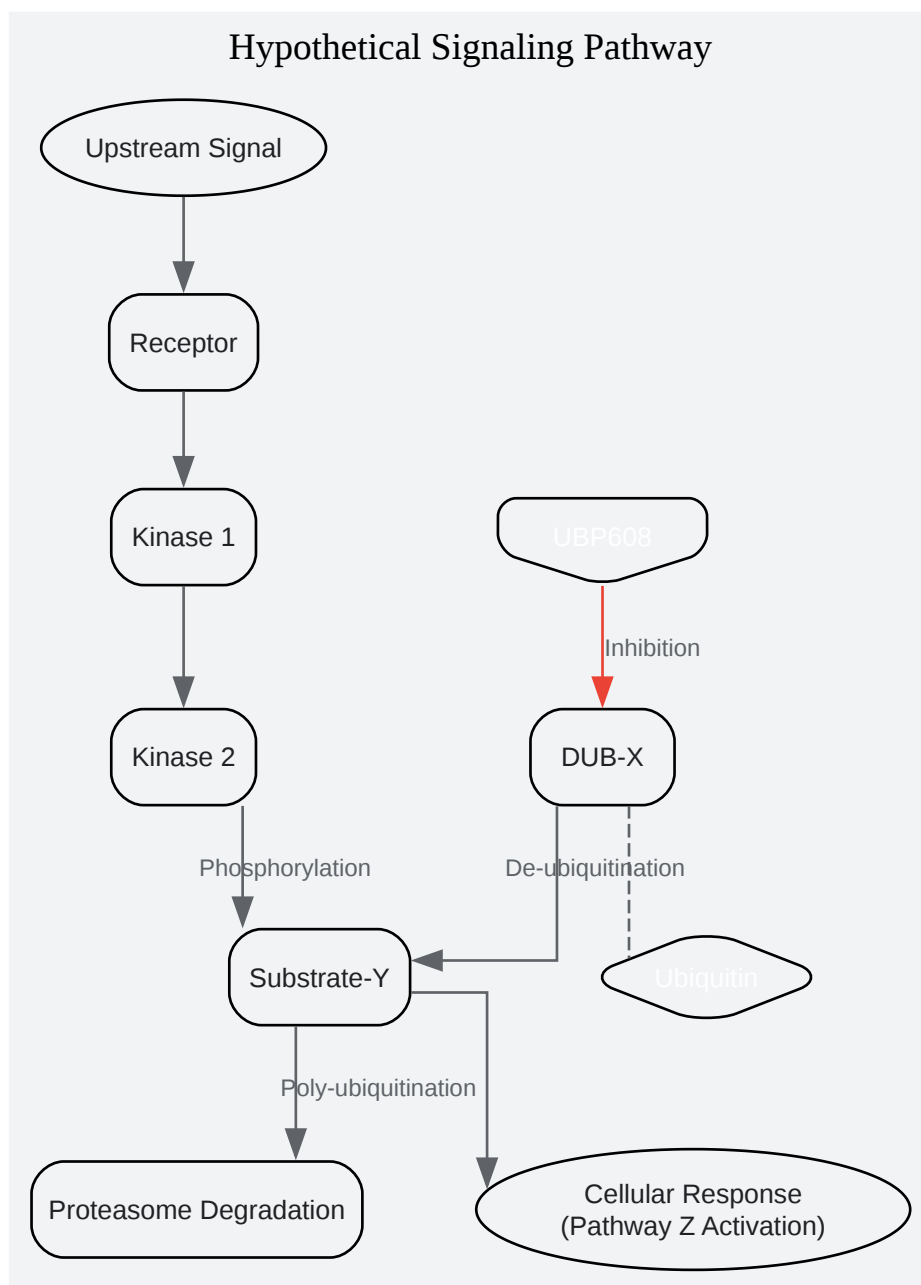 Hypothetical Signaling Pathway
Upstream Signal
Receptor
Kinase 1
UBP608
Inhibition
Kinase 2
DUB-X
Phosphorylation
De-ubiquitination
Substrate-Y
Ubiquitin
Poly-ubiquitination
Proteasome Degradation
Cellular Response
(Pathway Z Activation)